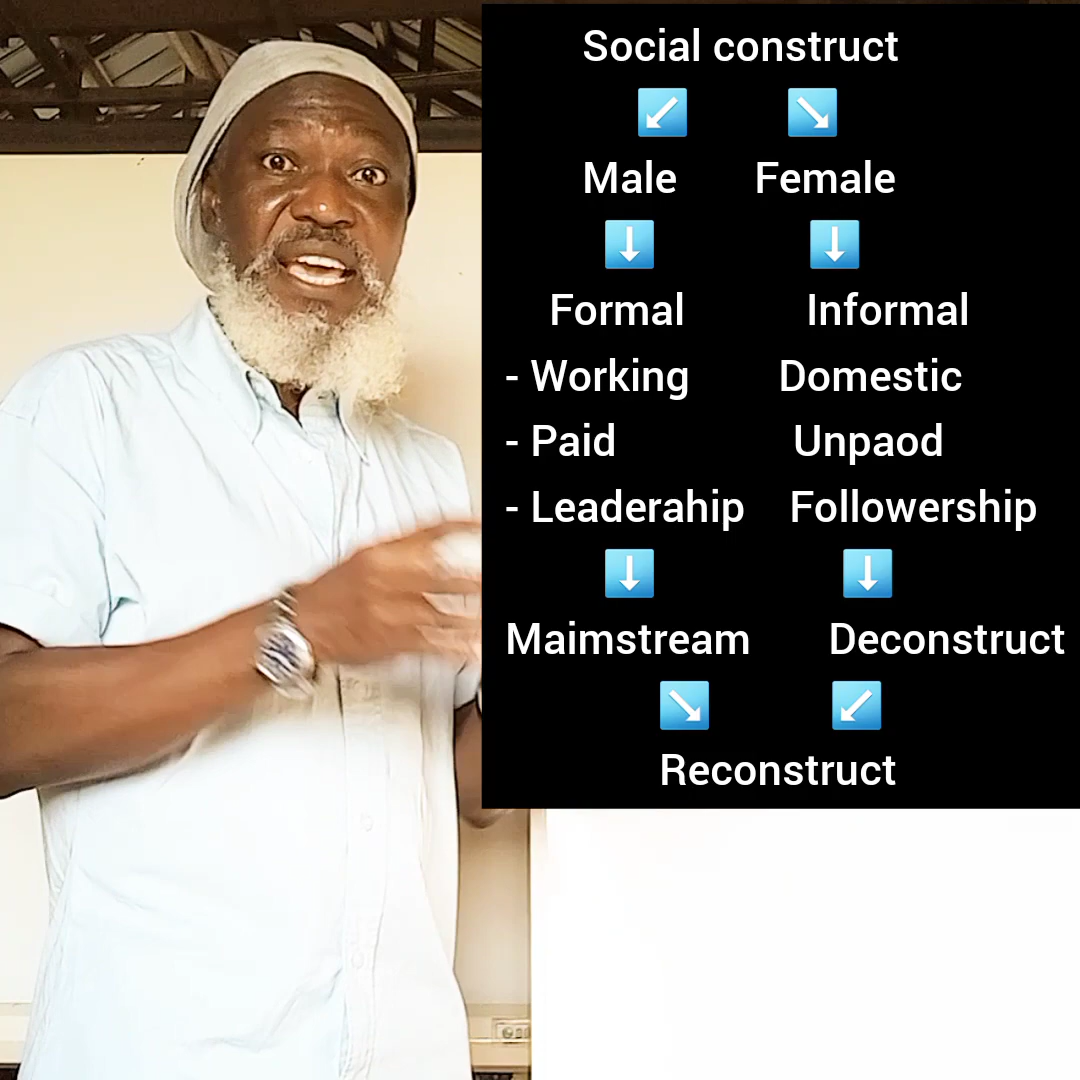 Social construct
↙️ ↘️
Male Female
⬇️ ⬇️
Formal Informal
- Working Domestic
- Paid Unpaod
- Leaderahip Followership
⬇️ ⬇️
Maimstream Deconstruct
↘️ ↙️
Reconstruct